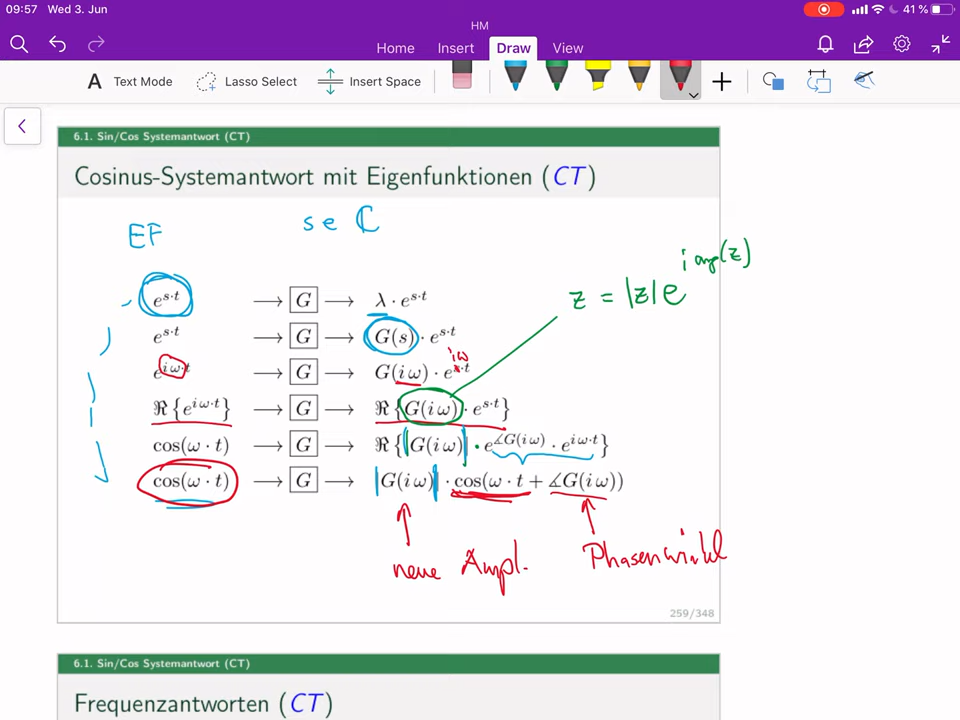 09:57 Wed 3. Jun
41 %
HM
Home Insert Draw View
A Text Mode Lasso Select Insert Space
6.1. Sin/Cos Systemantwort (CT)
Cosinus-Systemantwort mit Eigenfunktionen (CT)
EF s ∈ ℂ
z = |z| e^{i arg(z)}
e^{s·t} → G → λ · e^{s·t}
e^{s·t} → G → G(s) · e^{s·t}
e^{iω·t} → G → G(iω) · e^{iω·t}
ℜ{e^{iω·t}} → G → ℜ{G(iω) · e^{s·t}}
cos(ω · t) → G → ℜ{|G(iω)| · e^{∡G(iω)} · e^{iω·t}}
cos(ω · t) → G → |G(iω)| · cos(ω · t + ∡G(iω))
neue Ampl. Phasenwinkel
259/348
6.1. Sin/Cos Systemantwort (CT)
Frequenzantworten (CT)